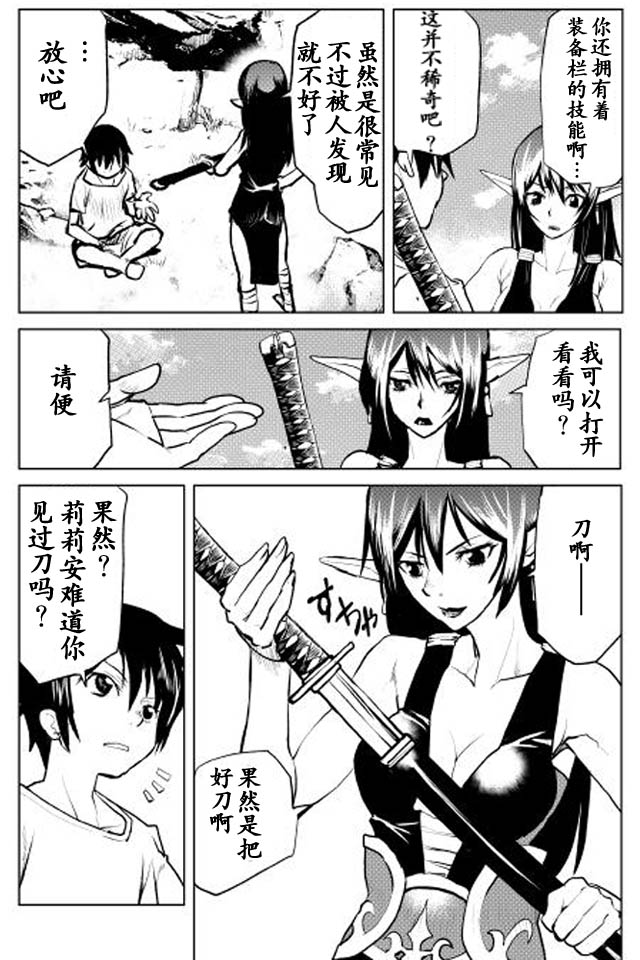 你还拥有着
装备栏的技能啊…
这并不稀奇吧？
虽然是很常见
不过被人发现
就不好了
…
放心吧
我可以打开
看看吗？
请便
刀啊——
すらっ
果然是把
好刀啊
果然？
莉莉安难道你
见过刀吗？